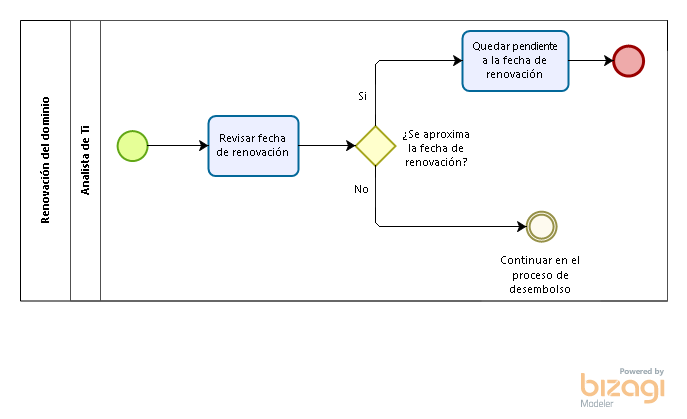 Renovación del dominio
Analista de Ti
Revisar fecha
de renovación
Si
No
¿Se aproxima
la fecha de
renovación?
Quedar pendiente
a la fecha de
renovación
Continuar en el
proceso de
desembolso
Powered by
bizagi
Modeler